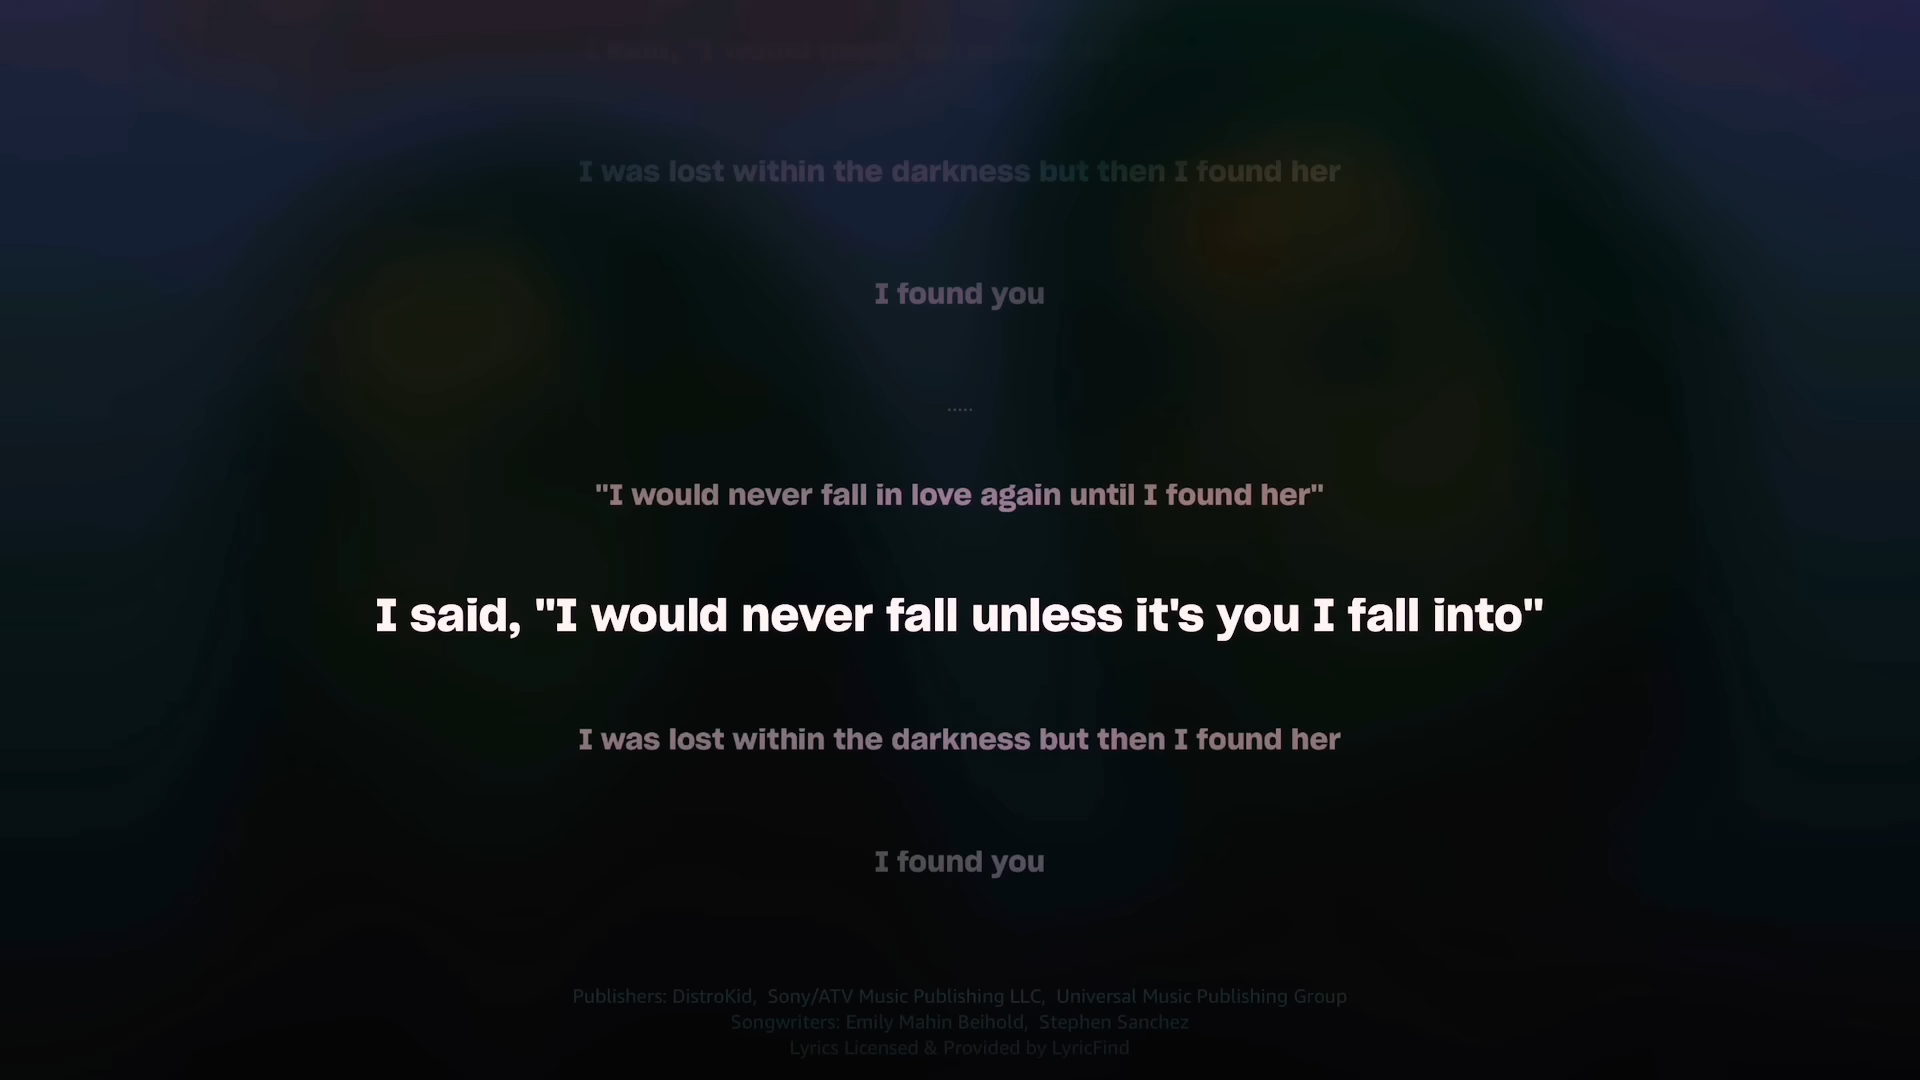 I was lost within the darkness but then I found her
I found you
.....
"I would never fall in love again until I found her"
I said, "I would never fall unless it's you I fall into"
I was lost within the darkness but then I found her
I found you
Publishers: DistroKid, Sony/ATV Music Publishing LLC, Universal Music Publishing Group
Songwriters: Emily Mahin Beihold, Stephen Sanchez
Lyrics Licensed & Provided by LyricFind